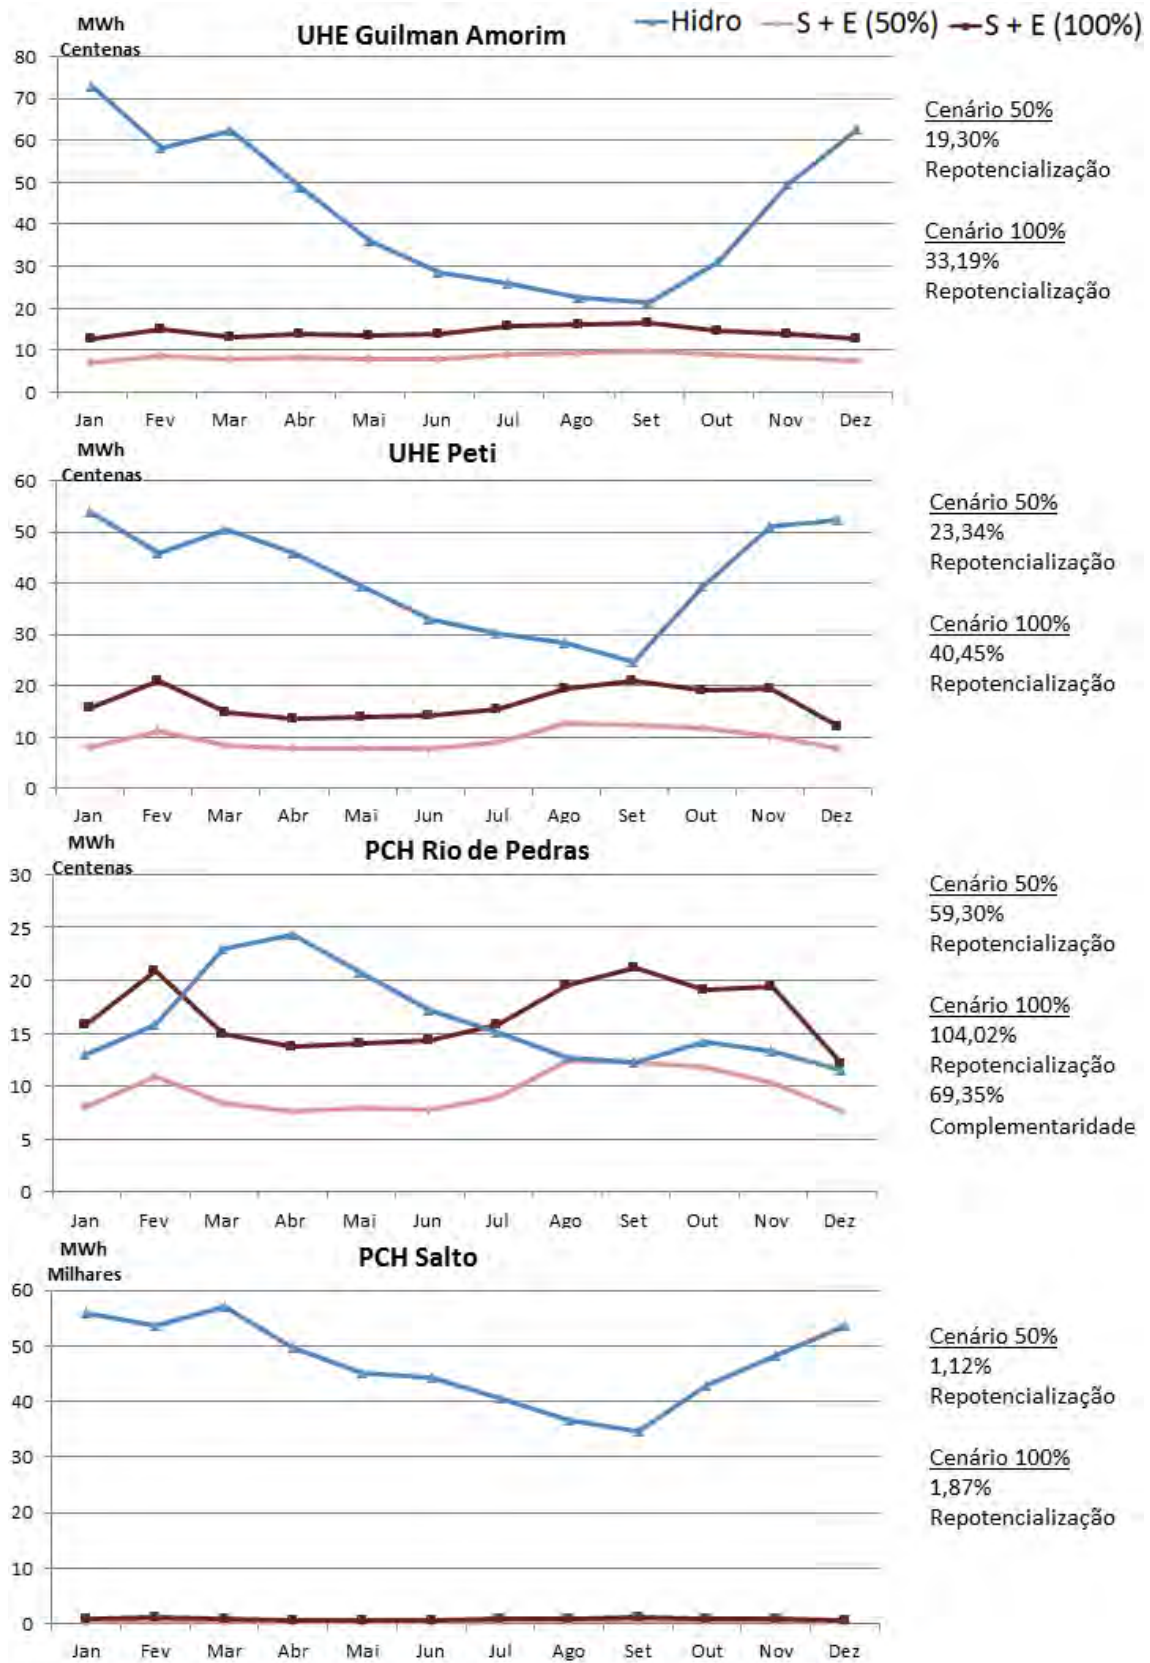 MWh
Centenas
UHE Guilman Amorim
Hidro S + E (50%) S + E (100%)
80
70
60
50
40
30
20
10
0
Jan Fev Mar Abr Mai Jun Jul Ago Set Out Nov Dez
Cenário 50%
19,30%
Repotencialização
Cenário 100%
33,19%
Repotencialização
MWh
Centenas
UHE Peti
60
50
40
30
20
10
0
Jan Fev Mar Abr Mai Jun Jul Ago Set Out Nov Dez
Cenário 50%
23,34%
Repotencialização
Cenário 100%
40,45%
Repotencialização
MWh
Centenas
PCH Rio de Pedras
30
25
20
15
10
5
0
Jan Fev Mar Abr Mai Jun Jul Ago Set Out Nov Dez
Cenário 50%
59,30%
Repotencialização
Cenário 100%
104,02%
Repotencialização
69,35%
Complementaridade
MWh
Milhares
PCH Salto
60
50
40
30
20
10
0
Jan Fev Mar Abr Mai Jun Jul Ago Set Out Nov Dez
Cenário 50%
1,12%
Repotencialização
Cenário 100%
1,87%
Repotencialização